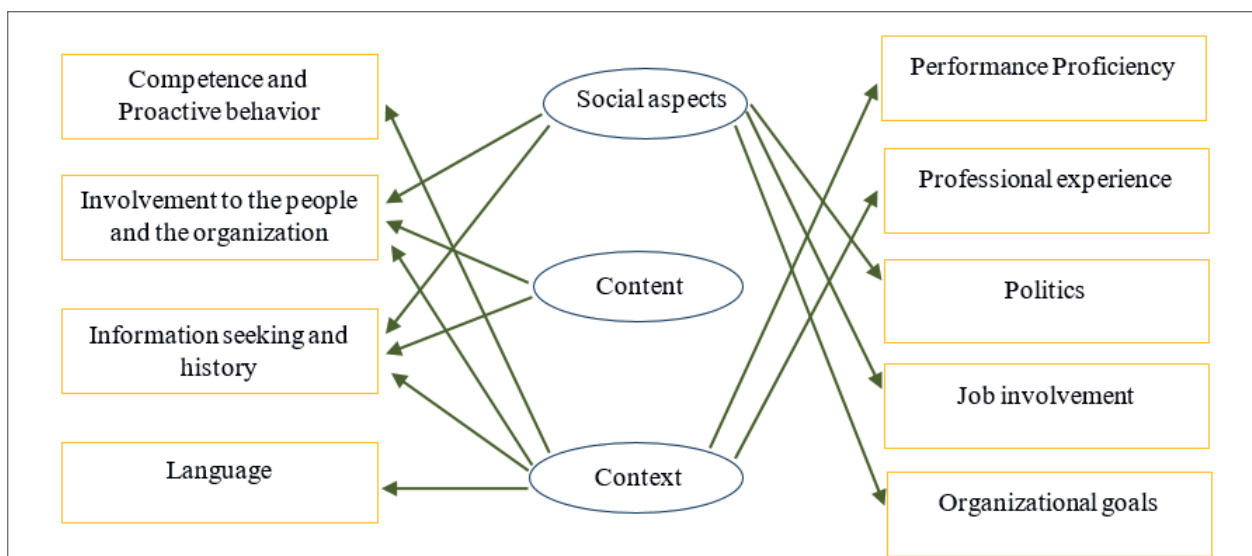 Competence and
Proactive behavior
Involvement to the people
and the organization
Information seeking and
history
Language
Social aspects
Content
Context
Performance Proficiency
Professional experience
Politics
Job involvement
Organizational goals